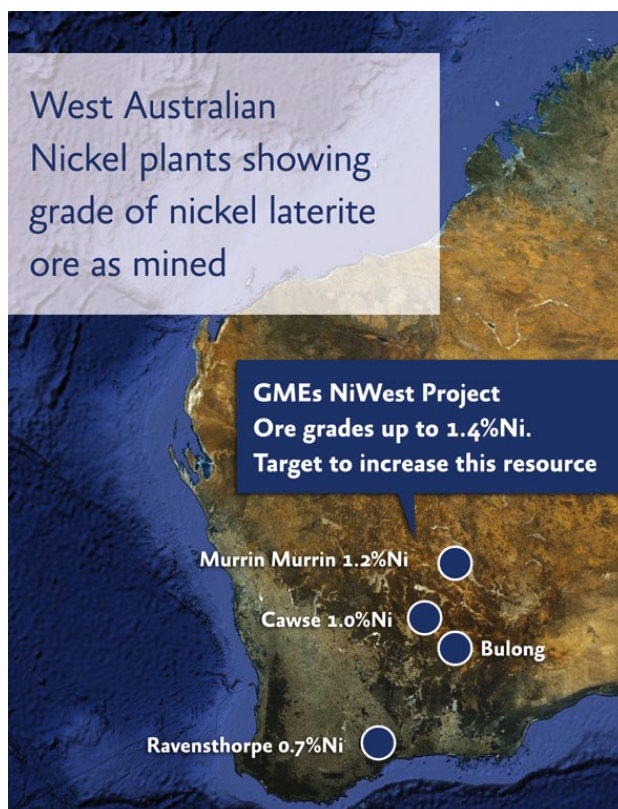 West Australian
Nickel plants showing
grade of nickel laterite
ore as mined
GMEs NiWest Project
Ore grades up to 1.4%Ni.
Target to increase this resource
Murrin Murrin 1.2%Ni
Cawse 1.0%Ni
Bulong
Ravensthorpe 0.7%Ni